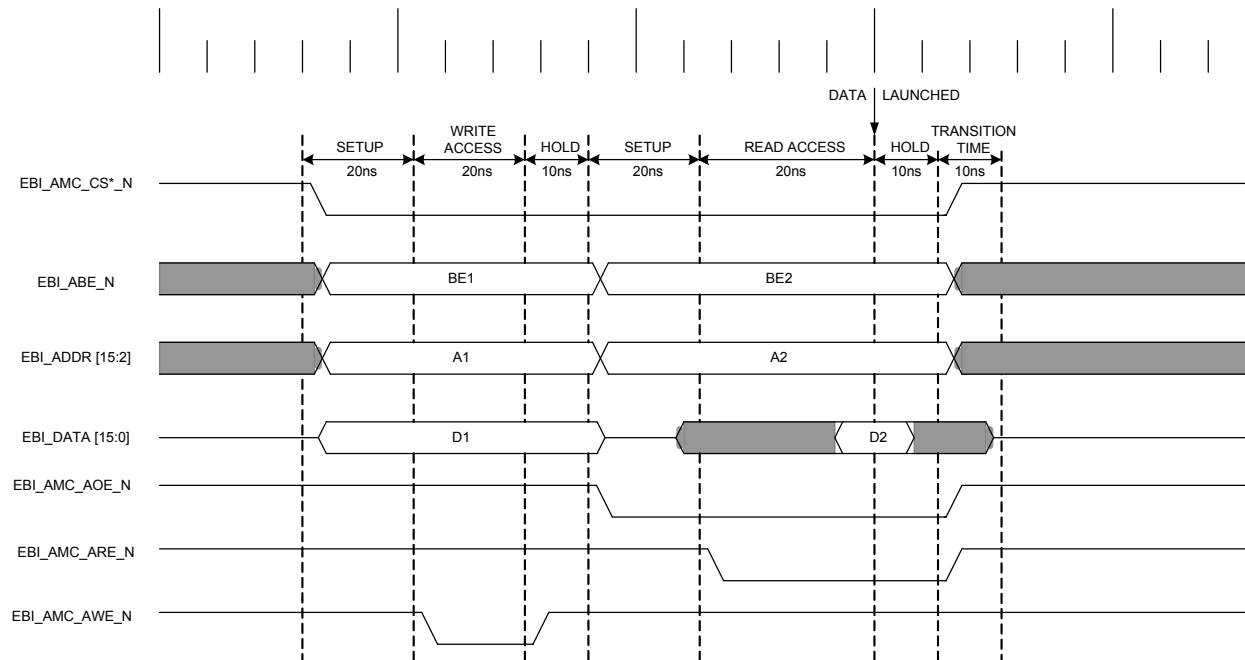 DATA LAUNCHED
SETUP
WRITE
ACCESS
HOLD
SETUP
READ ACCESS
HOLD
TRANSITION
TIME
20ns
20ns
10ns
20ns
20ns
10ns
10ns
EBI_AMC_CS*_N
EBI_ABE_N
BE1
BE2
EBI_ADDR [15:2]
A1
A2
EBI_DATA [15:0]
D1
D2
EBI_AMC_AOE_N
EBI_AMC_ARE_N
EBI_AMC_AWE_N